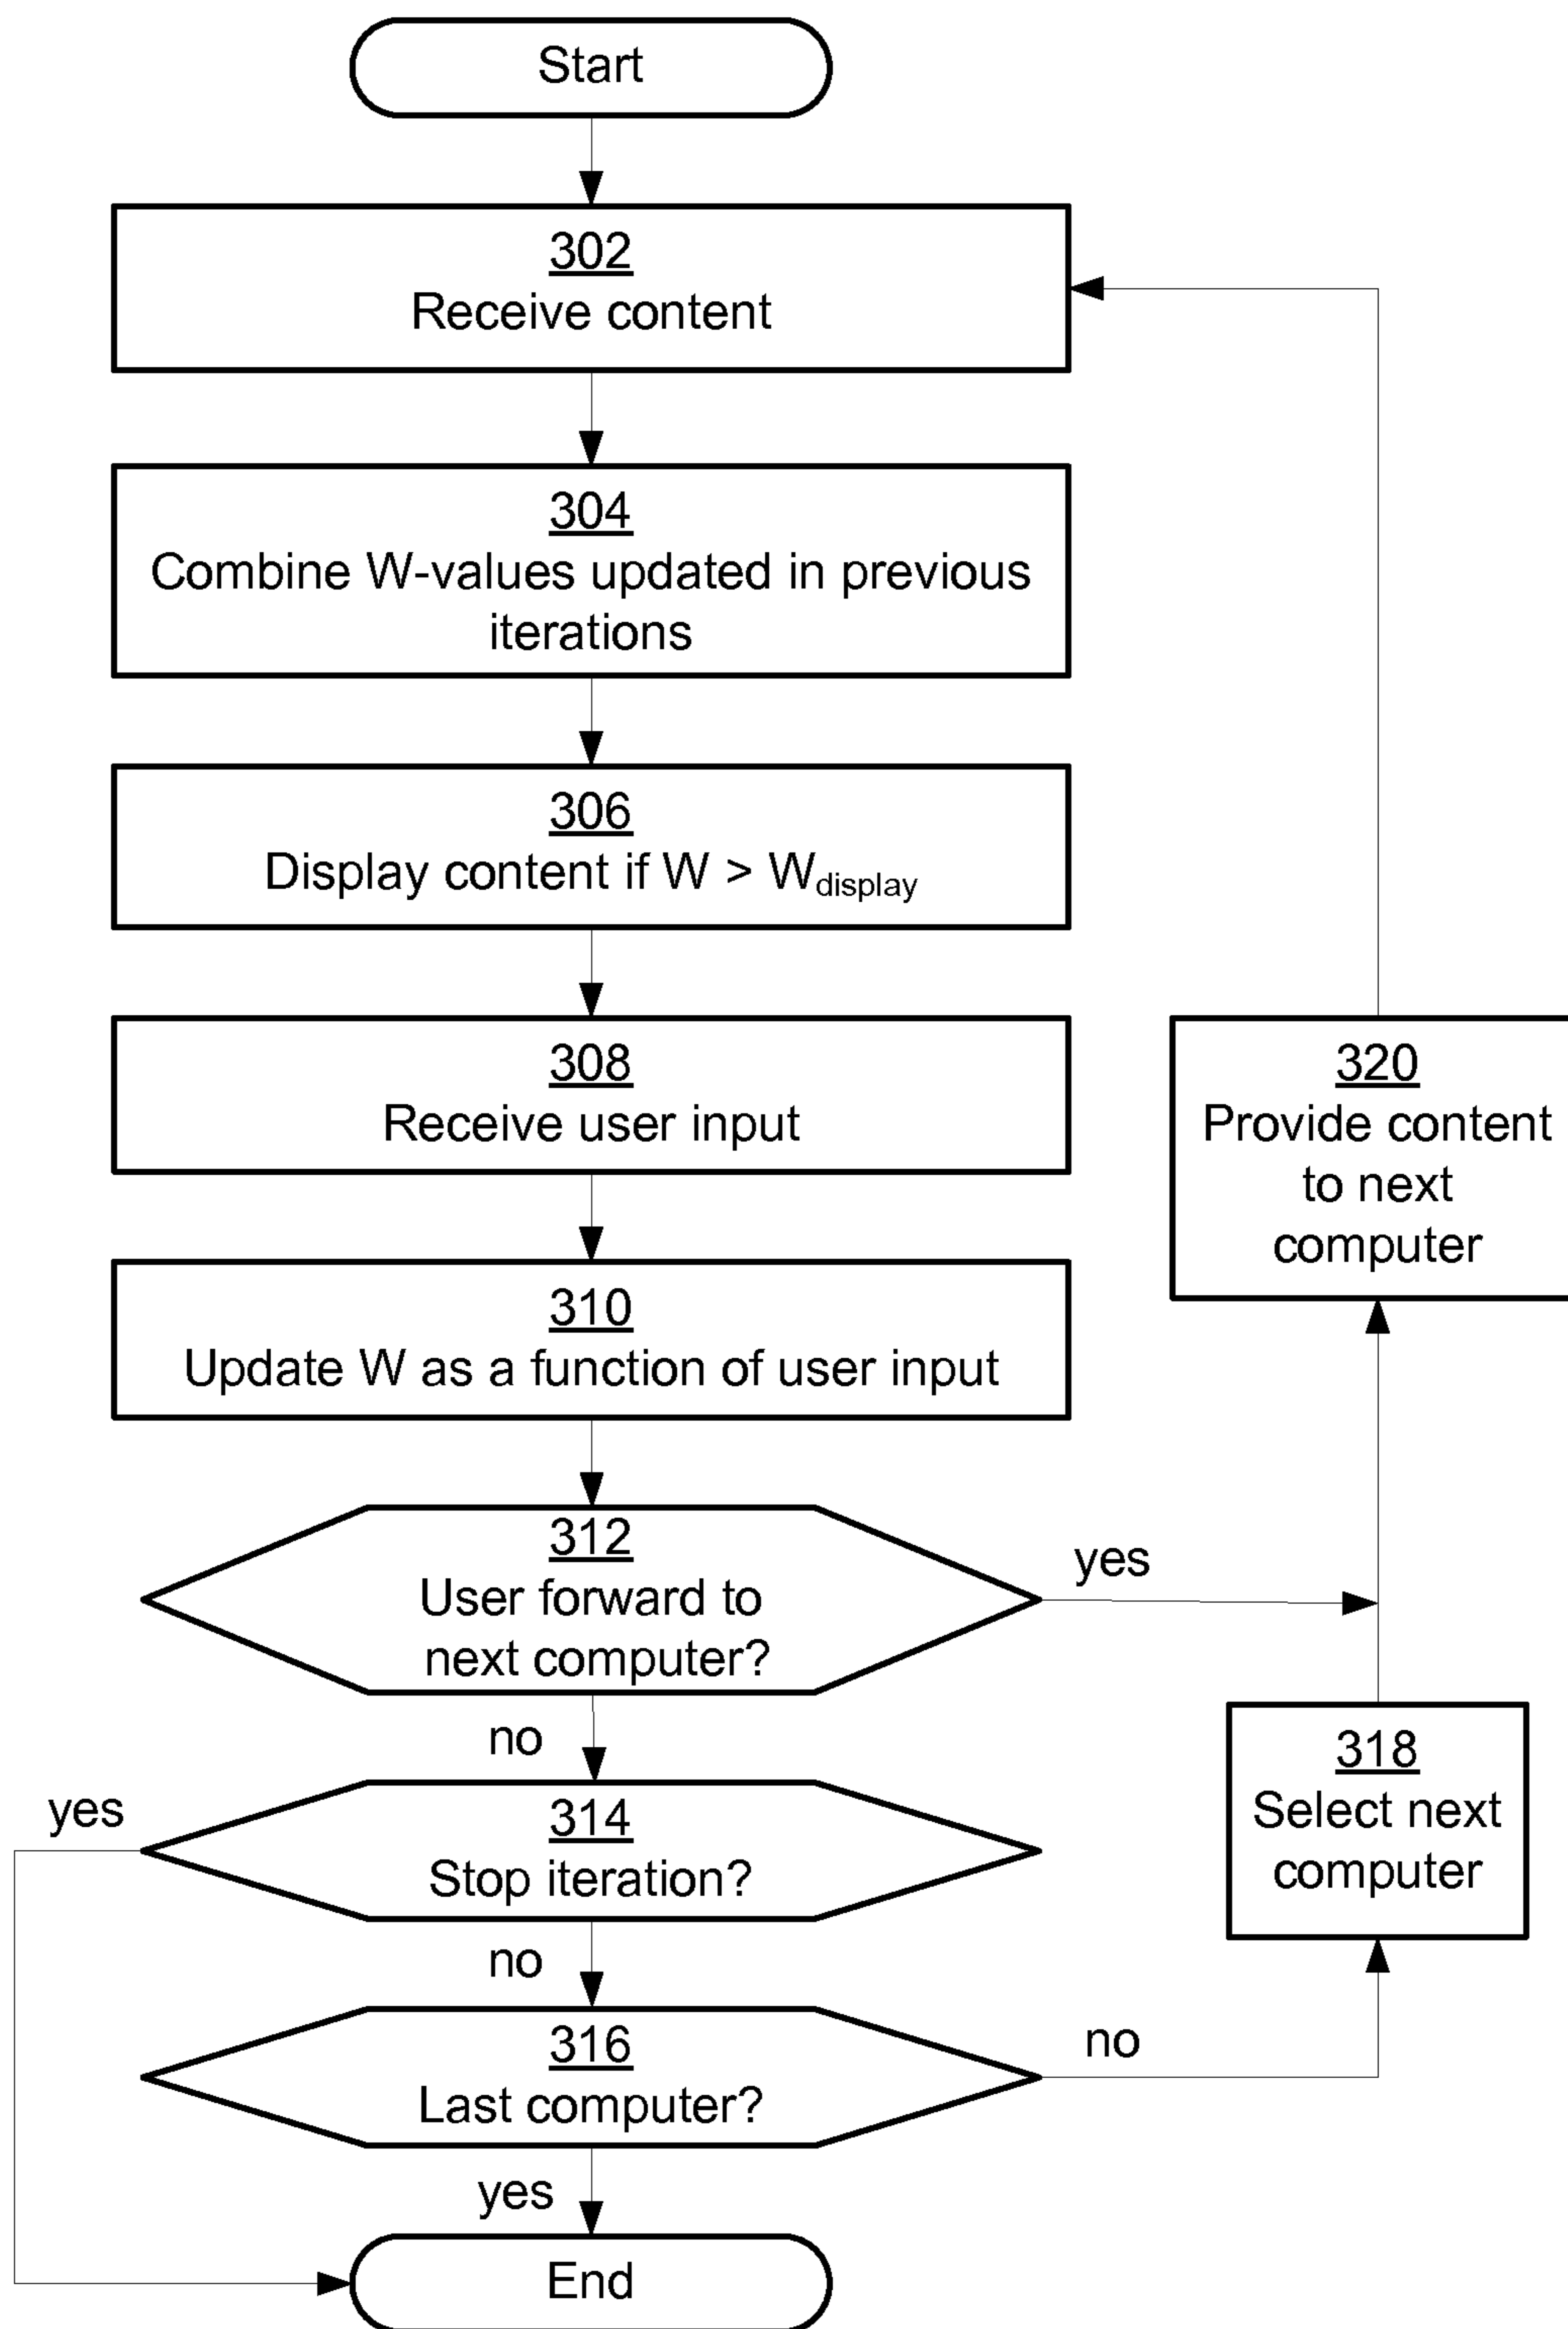 Start
302
Receive content
304
Combine W-values updated in previous
iterations
306
Display content if W > Wdisplay
308
Receive user input
320
Provide content
to next
computer
310
Update W as a function of user input
312
User forward to
next computer?
yes
no
318
Select next
computer
yes
314
Stop iteration?
no
316
Last computer?
no
yes
End